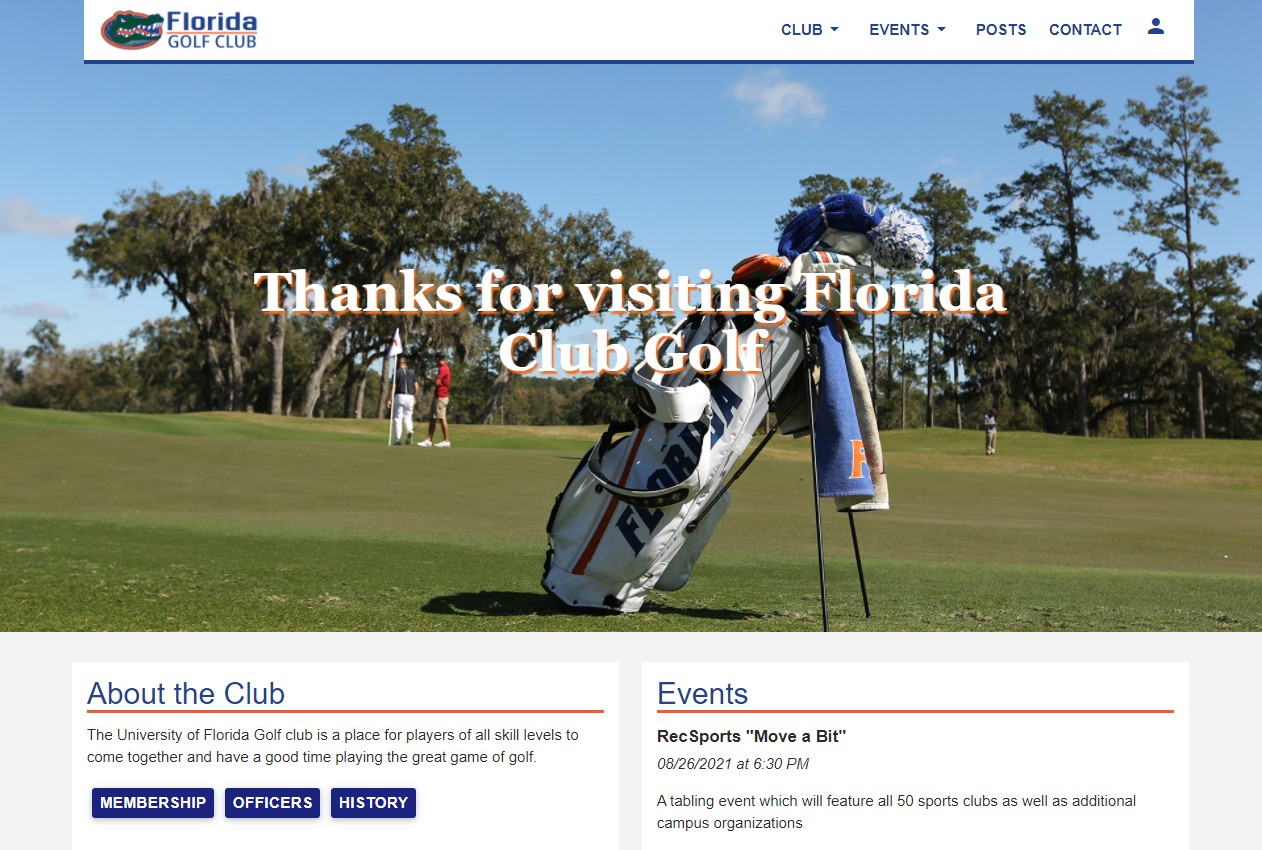 Florida
GOLF CLUB
CLUB
EVENTS
POSTS
CONTACT
Thanks for visiting Florida
Club Golf
FLORIDA
F
About the Club
The University of Florida Golf club is a place for players of all skill levels to
come together and have a good time playing the great game of golf.
MEMBERSHIP
OFFICERS
HISTORY
Events
RecSports "Move a Bit"
08/26/2021 at 6:30 PM
A tabling event which will feature all 50 sports clubs as well as additional
campus organizations